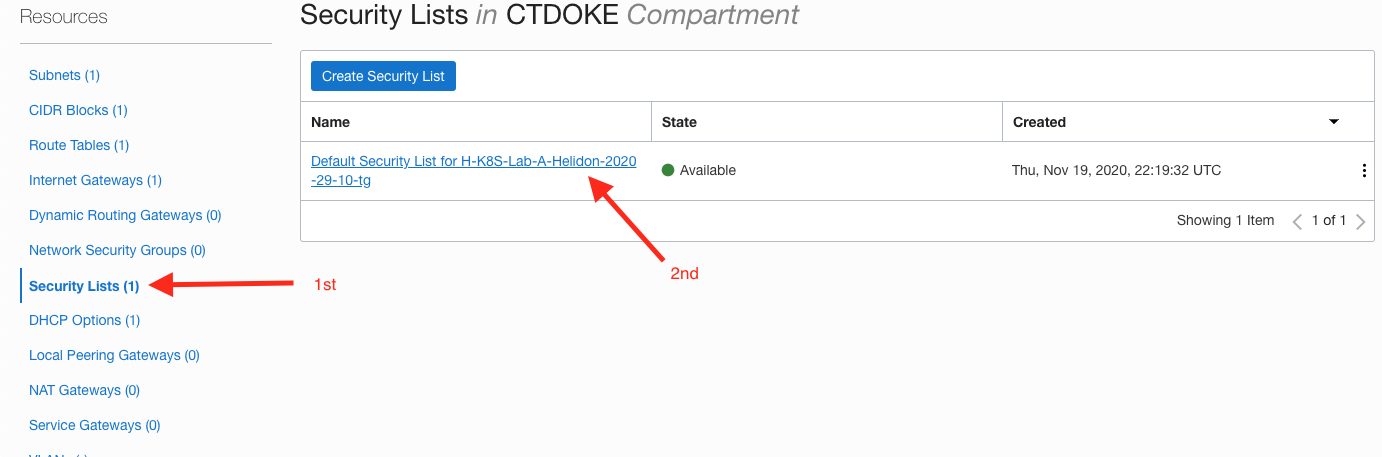 Resources
Subnets (1)
CIDR Blocks (1)
Route Tables (1)
Internet Gateways (1)
Dynamic Routing Gateways (0)
Network Security Groups (0)
Security Lists (1)
1st
DHCP Options (1)
Local Peering Gateways (0)
NAT Gateways (0)
Service Gateways (0)
Security Lists in CTDOKE Compartment
Create Security List
Name State Created
Default Security List for H-K8S-Lab-A-Helidon-2020
-29-10-tg
Available
Thu, Nov 19, 2020, 22:19:32 UTC
Showing 1 Item
1 of 1
2nd